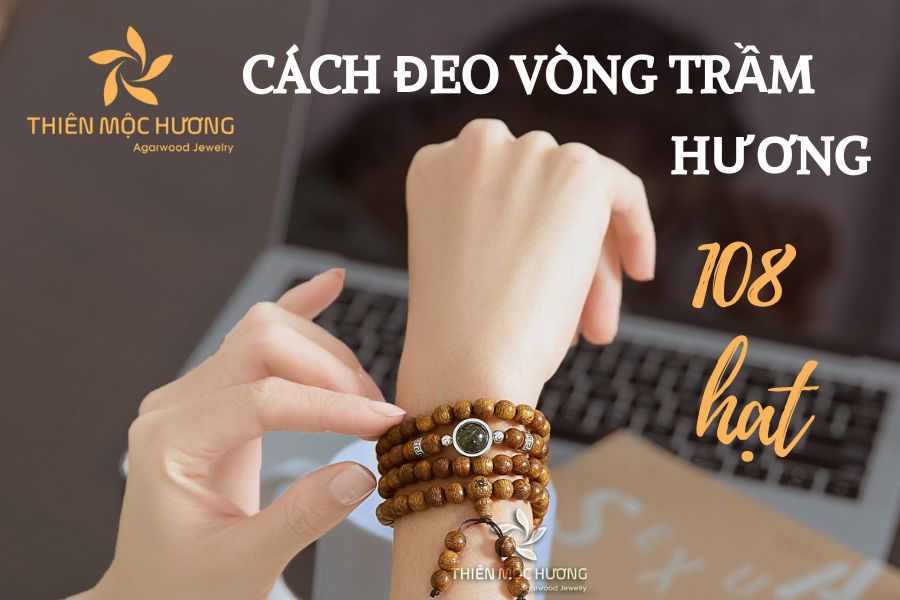 THIÊN MỘC HƯƠNG
Agarwood Jewelry
CÁCH ĐEO VÒNG TRẦM
HƯƠNG
108
hạt
THIÊN MỘC HƯƠNG
Agarwood Jewelry